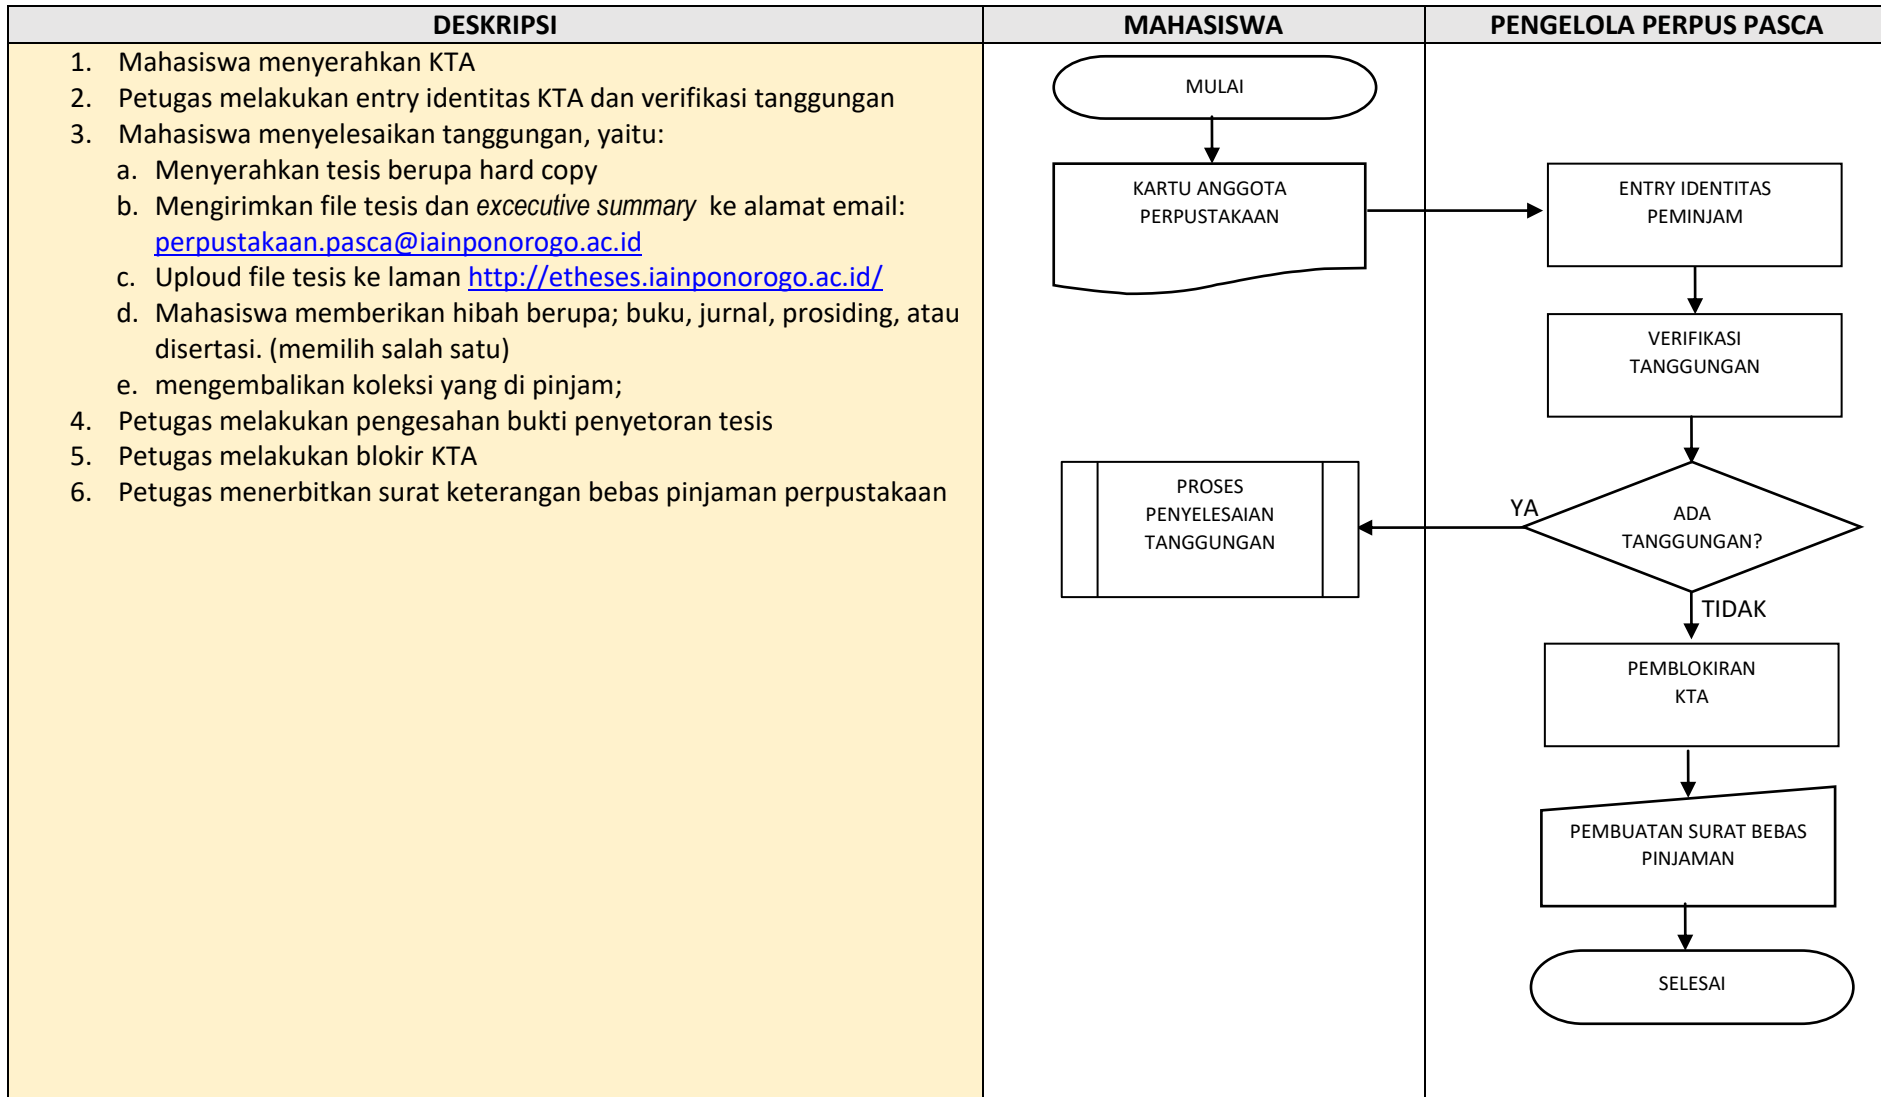 DESKRIPSI
MAHASISWA
PENGELOLA PERPUS PASCA
1. Mahasiswa menyerahkan KTA
2. Petugas melakukan entry identitas KTA dan verifikasi tanggungan
3. Mahasiswa menyelesaikan tanggungan, yaitu:
a. Menyerahkan tesis berupa hard copy
b. Mengirimkan file tesis dan excecutive summary ke alamat email:
perpustakaan.pasca@iainponorogo.ac.id
c. Uploud file tesis ke laman http://etheses.iainponorogo.ac.id/
d. Mahasiswa memberikan hibah berupa; buku, jurnal, prosiding, atau
disertasi. (memilih salah satu)
e. mengembalikan koleksi yang di pinjam;
4. Petugas melakukan pengesahan bukti penyetoran tesis
5. Petugas melakukan blokir KTA
6. Petugas menerbitkan surat keterangan bebas pinjaman perpustakaan
MULAI
KARTU ANGGOTA
PERPUSTAKAAN
ENTRY IDENTITAS
PEMINJAM
VERIFIKASI
TANGGUNGAN
ADA
TANGGUNGAN?
YA
PROSES
PENYELESAIAN
TANGGUNGAN
TIDAK
PEMBLOKIRAN
KTA
PEMBUATAN SURAT BEBAS
PINJAMAN
SELESAI